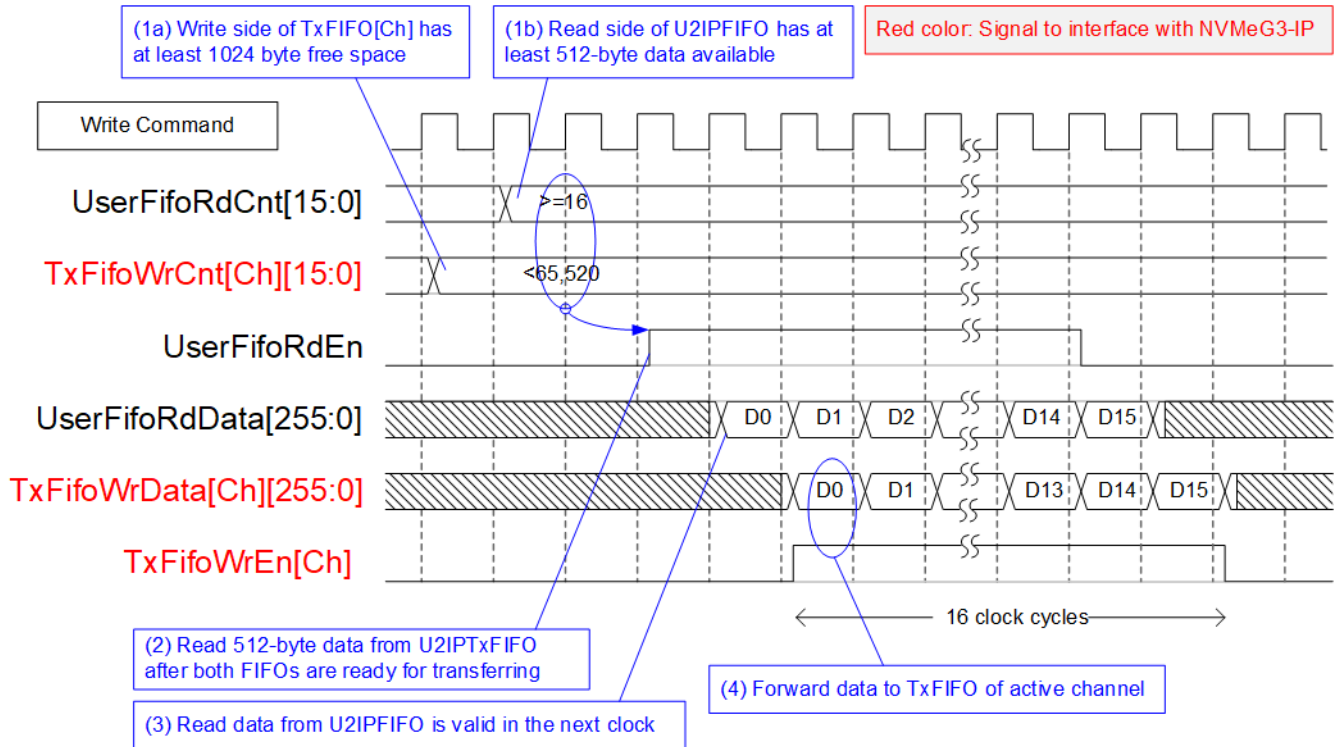 (1a) Write side of TxFIFO[Ch] has
at least 1024 byte free space
(1b) Read side of U2IPFIFO has at
least 512-byte data available
Red color: Signal to interface with NVMeG3-IP
Write Command
UserFifoRdCnt[15:0]
>=16
TxFifoWrCnt[Ch][15:0]
<65,520
UserFifoRdEn
UserFifoRdData[255:0]
D0
D1
D2
D14
D15
TxFifoWrData[Ch][255:0]
D0
D1
D13
D14
D15
TxFifoWrEn[Ch]
16 clock cycles
(2) Read 512-byte data from U2IPTxFIFO
after both FIFOs are ready for transferring
(3) Read data from U2IPFIFO is valid in the next clock
(4) Forward data to TxFIFO of active channel